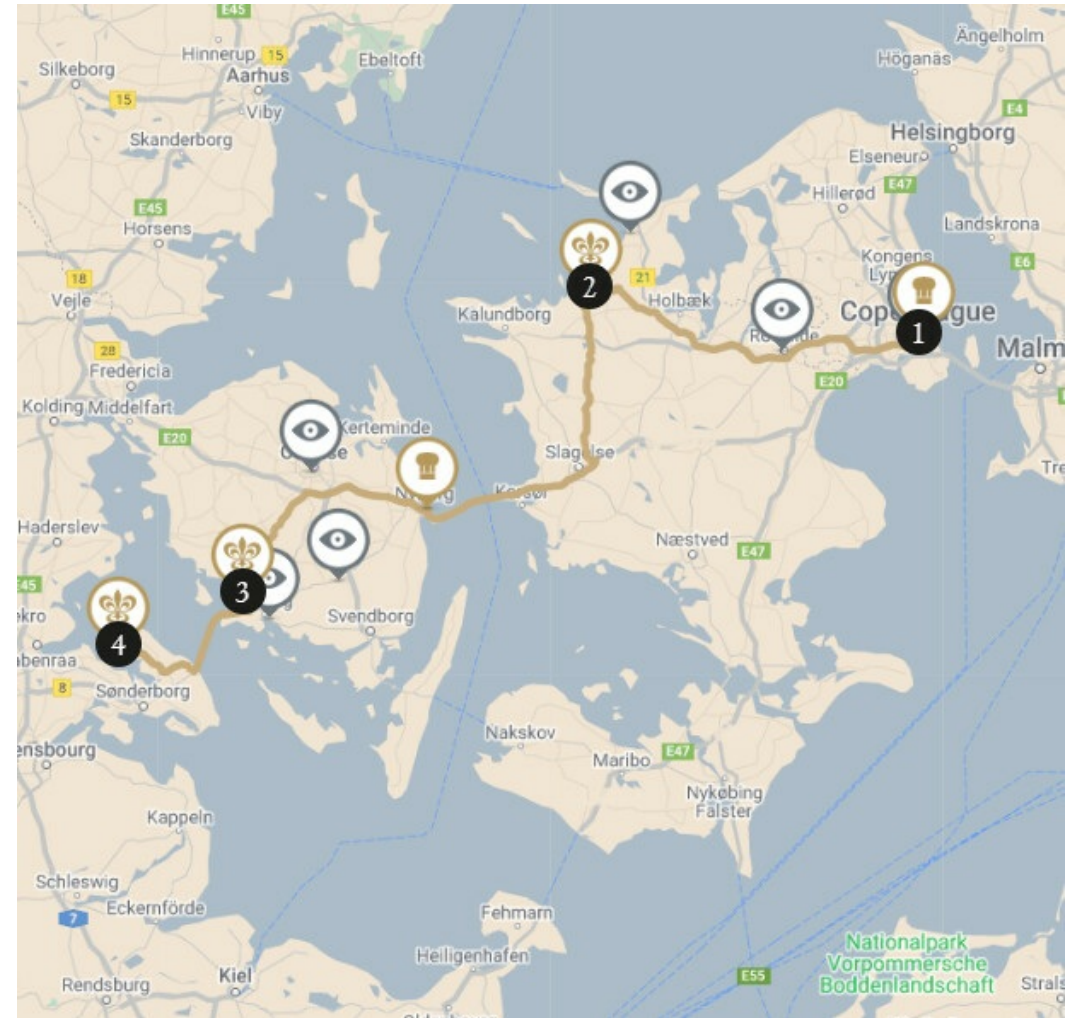 E45
Ängelholm
Hinnerup
15
Ebeltoft
Höganäs
Silkeborg
Aarhus
15
Viby
E4
Skanderborg
Helsingborg
Elseneur
E47
Hillerød
E45
Horsens
Landskrona
Kongens
E6
18
21
Vejle
2
Holbæk
Kalundborg
1
Malm
28
Fredericia
E20
Kolding
Middelfart
E20
Kerteminde
Slagelse
Haderslev
Næstved
E47
45
3
Svendborg
4
8
Sønderborg
Nakskov
E47
Maribo
Nykøbing
Falster
Kappeln
Schleswig
Eckernförde
7
Fehmarn
Nationalpark
Vorpommersche
Boddenlandschaft
Heiligenhafen
E55
Kiel
Rendsburg
Strals